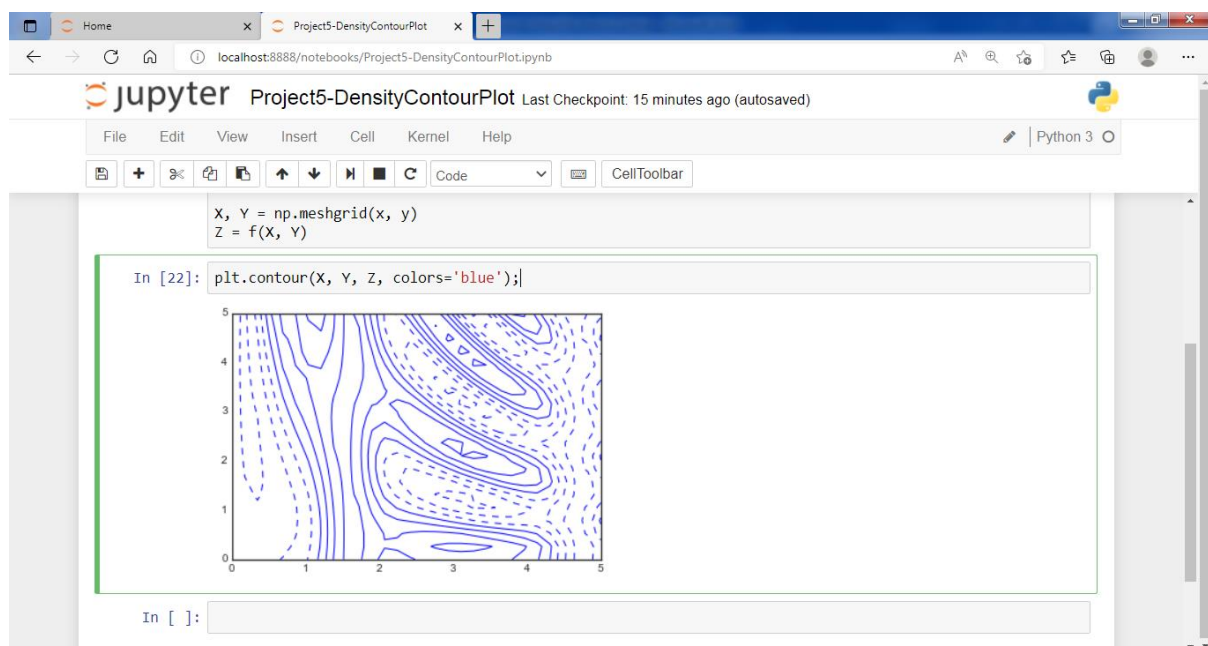 Home
Project5-DensityContourPlot
localhost:8888/notebooks/Project5-DensityContourPlot.ipynb
jupyter Project5-DensityContourPlot Last Checkpoint: 15 minutes ago (autosaved)
File Edit View Insert Cell Kernel Help Python 3
Code CellToolbar
X, Y = np.meshgrid(x, y)
Z = f(X, Y)
In [22]: plt.contour(X, Y, Z, colors='blue');
5
4
3
2
1
0
0 1 2 3 4 5
In [ ]: